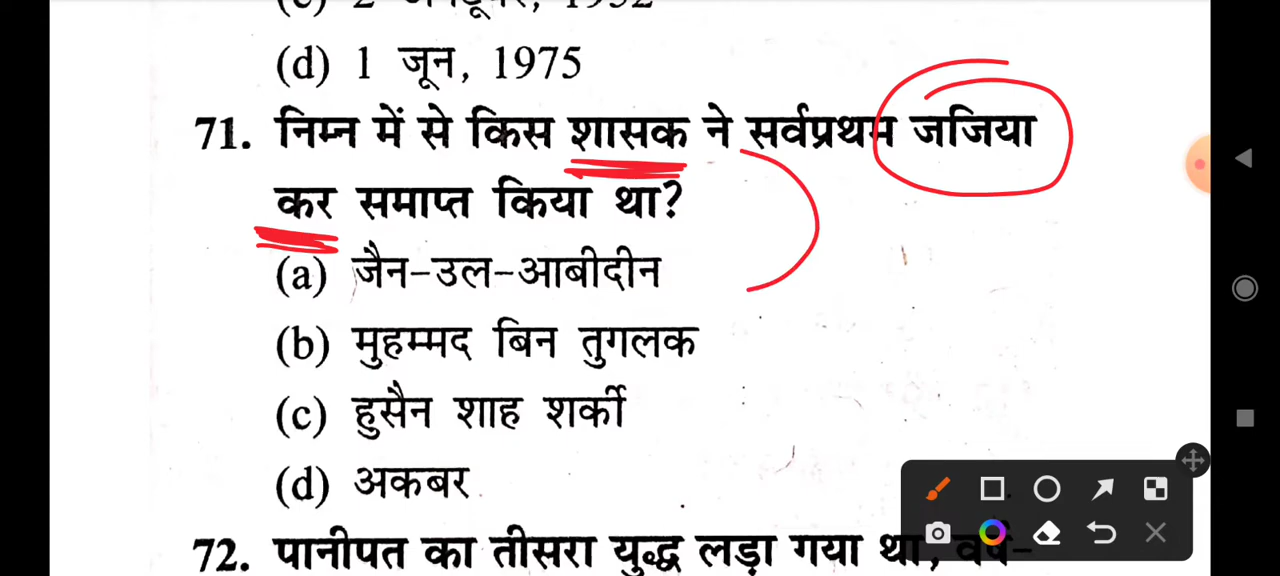 (d) 1 जून, 1975
71. निम्न में से किस शासक ने सर्वप्रथम जजिया
कर समाप्त किया था?
(a) जैन-उल-आबीदीन
(b) मुहम्मद बिन तुगलक
(c) हुसैन शाह शर्की
(d) अकबर
72. पानीपत का तीसरा युद्ध लड़ा गया था,